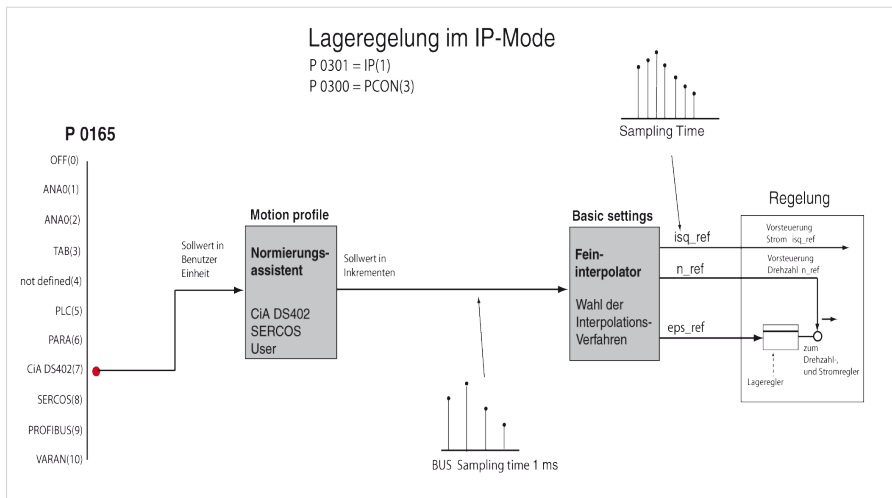 Lageregelung im IP-Mode
P 0301 = IP(1)
P 0300 = PCON(3)
P 0165
OFF(0)
ANA0(1)
ANA0(2)
TAB(3)
not defined(4)
PLC(5)
PARA(6)
CiA DS402(7)
SERCOS(8)
PROFIBUS(9)
VARAN(10)
Sollwert in
Benutzer
Einheit
Motion profile
Normierungs-
assistent
CiA DS402
SERCOS
User
Sollwert in
Inkrementen
BUS Sampling time 1 ms
Sampling Time
Basic settings
Fein-
interpolator
Wahl der
Interpolations-
Verfahren
isq_ref
n_ref
eps_ref
Regelung
Vorsteuerung
Strom isq_ref
Vorsteuerung
Drehzahl n_ref
Lageregler
zum
Drehzahl-,
und Stromregler